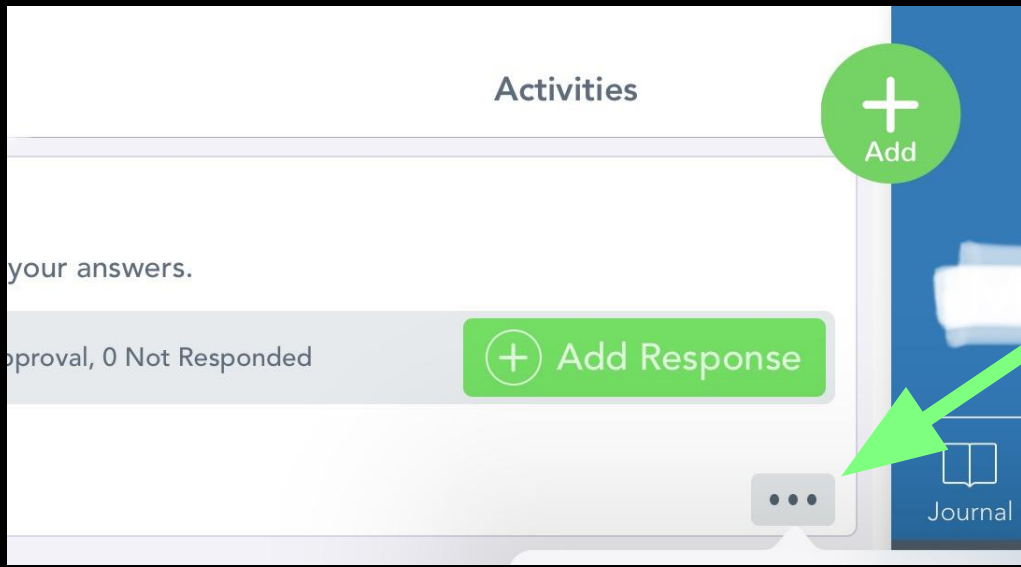 Activities
Add
your answers.
pproval, 0 Not Responded
Add Response
Journal